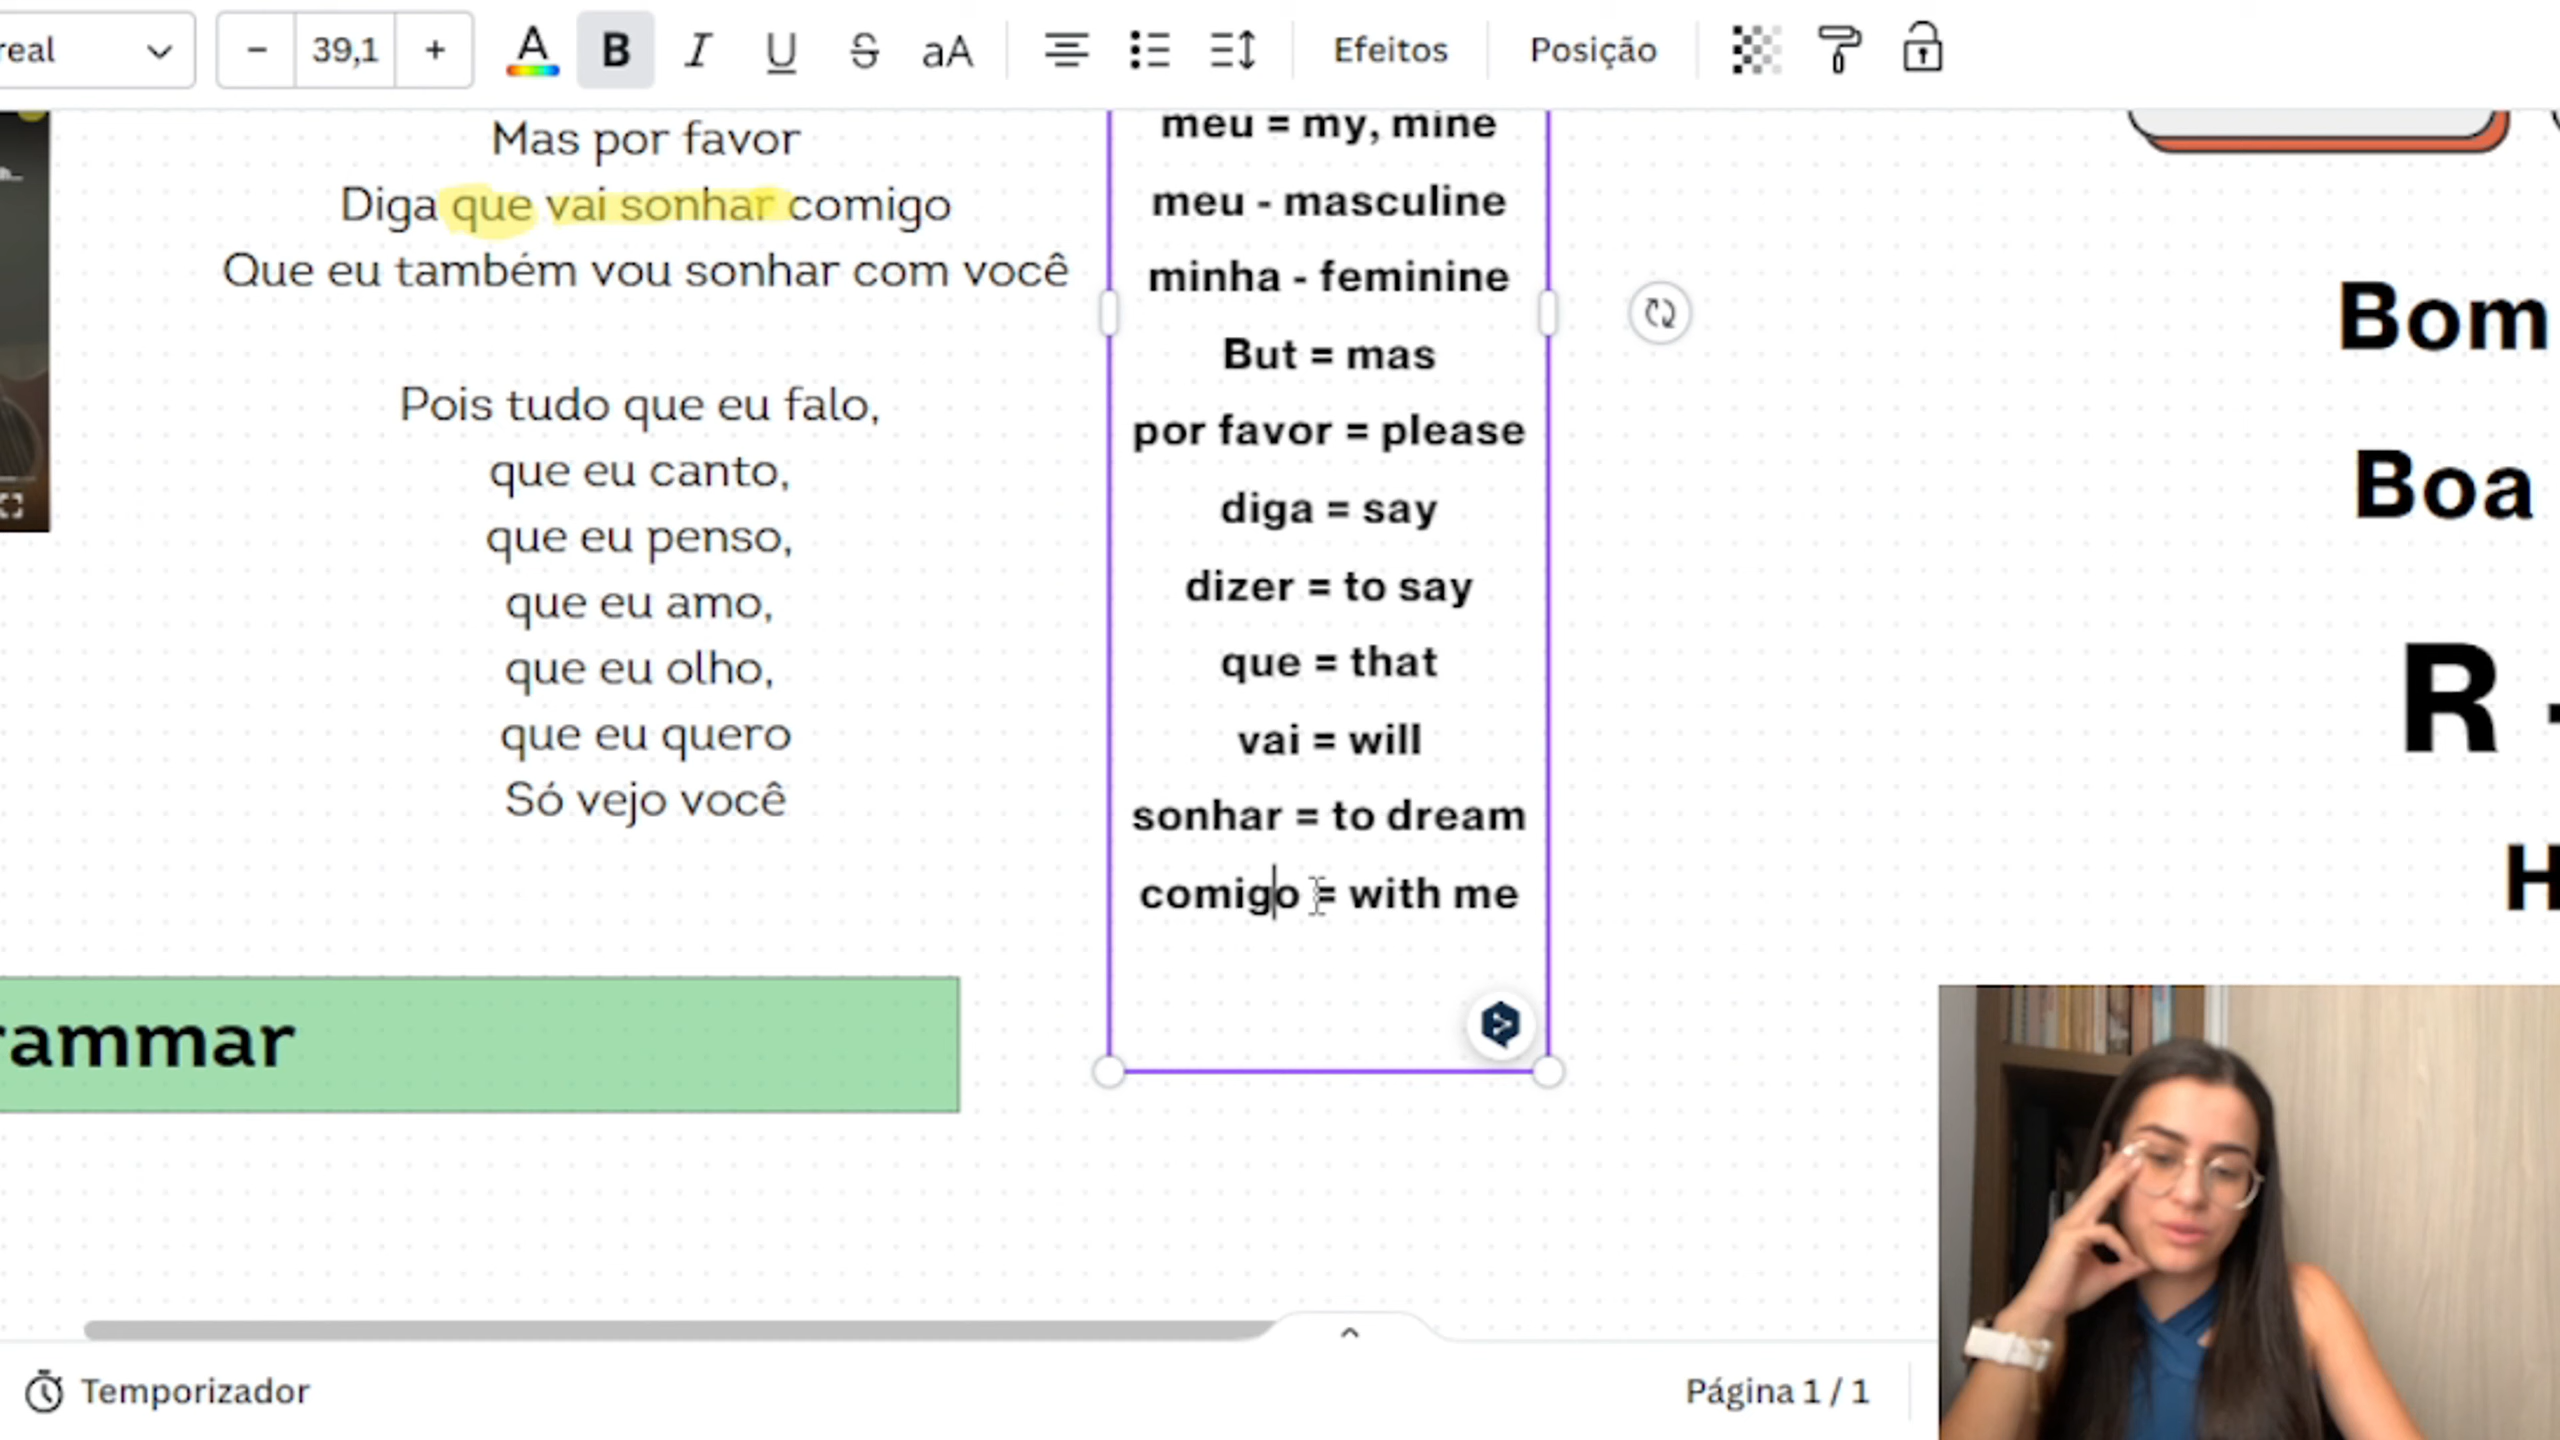 real
39,1
A B I U S aA
Efeitos
Posição
Mas por favor
Diga que vai sonhar comigo
Que eu também vou sonhar com você
Pois tudo que eu falo,
que eu canto,
que eu penso,
que eu amo,
que eu olho,
que eu quero
Só vejo você
meu = my, mine
meu - masculine
minha - feminine
But = mas
por favor = please
diga = say
dizer = to say
que = that
vai = will
sonhar = to dream
comigo = with me
Bom
Boa
R
H
rammar
Temporizador
Página 1 / 1